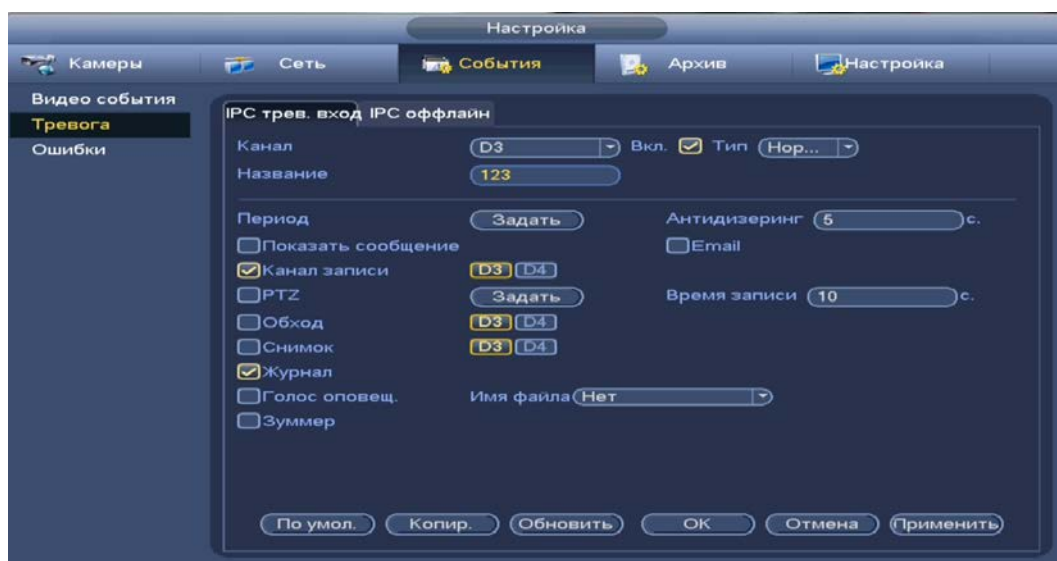 Настройка
Камеры Сеть События Архив Настройка
Видео события
Тревога
Ошибки
IPC трев. вход IPC оффлайн
Канал D3 Вкл. Тип Нор...
Название 123
Период Задать Антидизеринг 5 с.
Показать сообщение Email
Канал записи D3 D4
PTZ Задать Время записи 10 с.
Обход D3 D4
Снимок D3 D4
Журнал
Голос оповещ. Имя файла Нет
Зуммер
По умол. Копир. Обновить OK Отмена Применить